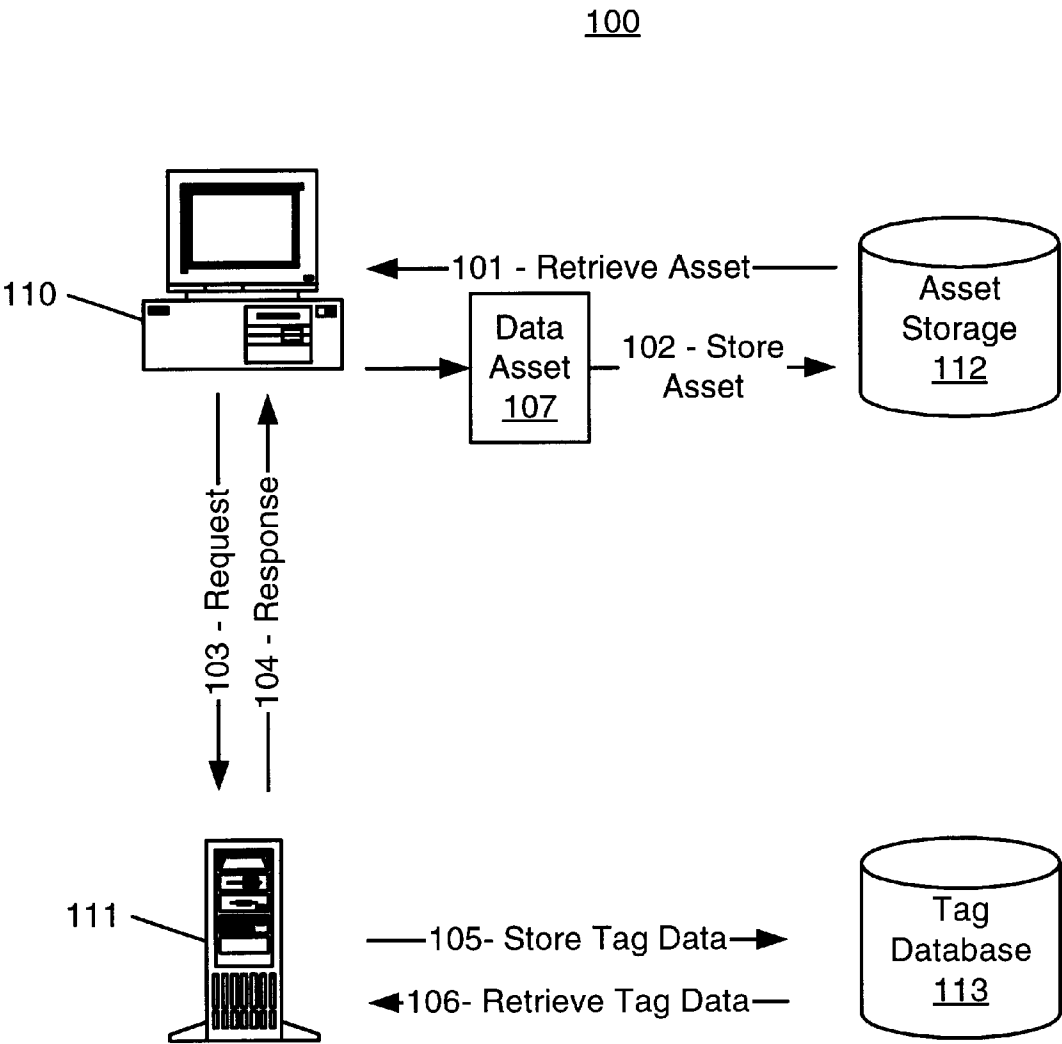 100
110
101 - Retrieve Asset
Data
Asset
107
102 - Store
Asset
Asset
Storage
112
103 - Request
104 - Response
111
105- Store Tag Data
106- Retrieve Tag Data
Tag
Database
113